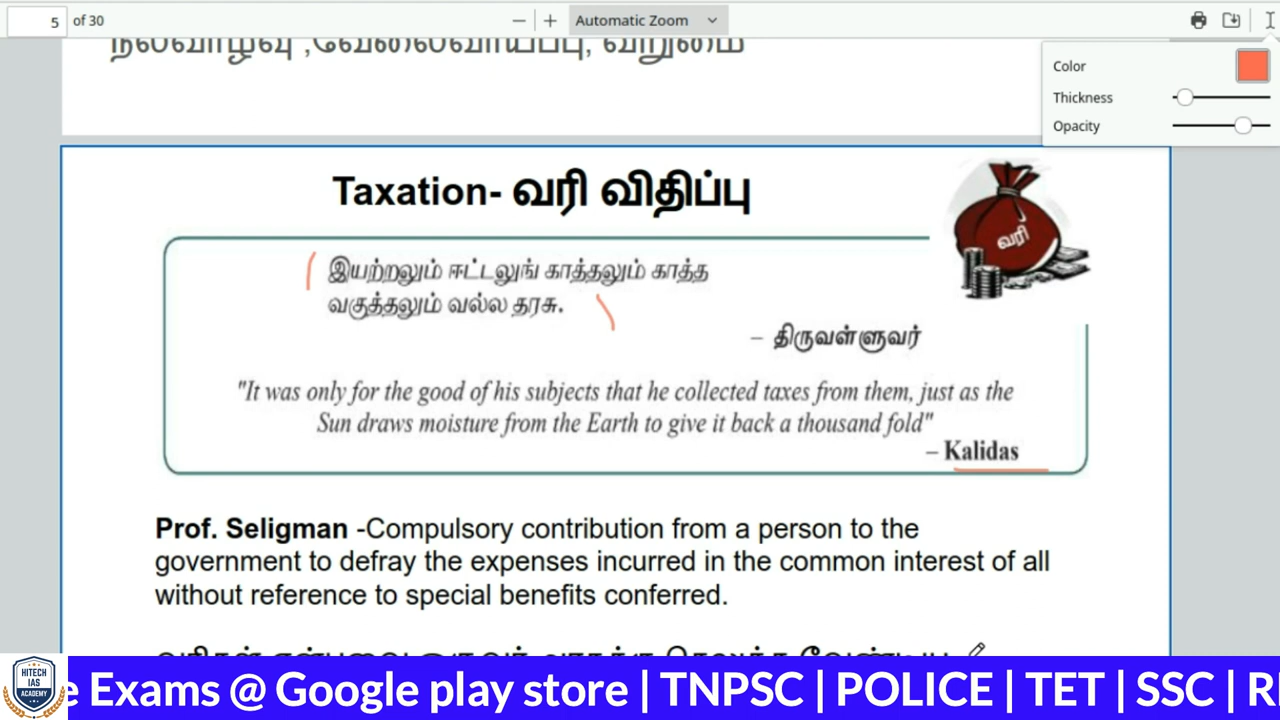 5 of 30
Automatic Zoom
Color
Thickness
Opacity
நலவாழ்வு ,வேலைவாய்ப்பு, வறுமை
Taxation- வரி விதிப்பு
வரி
இயற்றலும் ஈட்டலுங் காத்தலும் காத்த
வகுத்தலும் வல்ல தரசு.
– திருவள்ளுவர்
"It was only for the good of his subjects that he collected taxes from them, just as the
Sun draws moisture from the Earth to give it back a thousand fold"
– Kalidas
Prof. Seligman -Compulsory contribution from a person to the
government to defray the expenses incurred in the common interest of all
without reference to special benefits conferred.
HITECH
IAS
ACADEMY
e Exams @ Google play store | TNPSC | POLICE | TET | SSC |